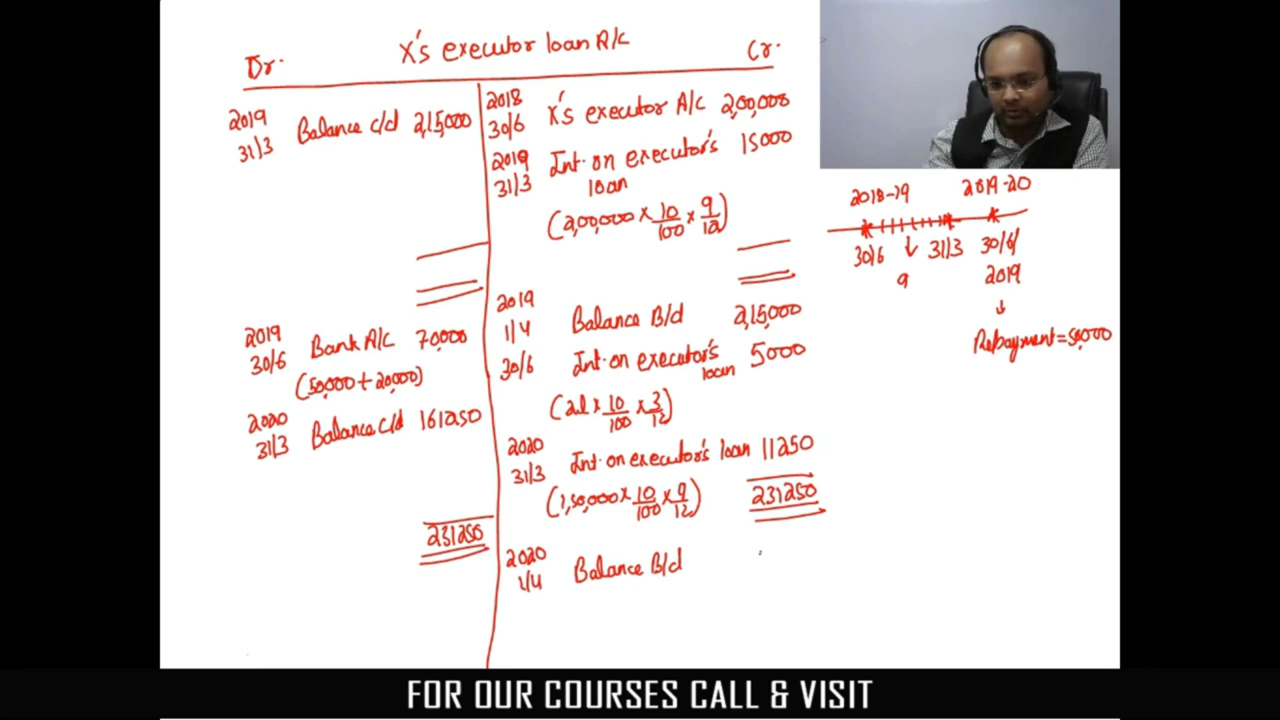 Dr. X's executor loan A/c Cr.
2019
31/3 Balance c/d 2,15,000
2018
30/6 X's executor A/c 2,00,000
2019
31/3 Int. on executor's 15000
loan
(2,00,000 × 10/100 × 9/12)
2019
30/6 Bank A/c 70,000
(50,000 + 20,000)
2020
31/3 Balance c/d 161250
231250
2019
1/4 Balance B/d 2,15,000
30/6 Int. on executor's 5000
loan
(2L × 10/100 × 3/12)
2020
31/3 Int. on executor's loan 11250
(1,50,000 × 10/100 × 9/12) 231250
2020
1/4 Balance B/d
2018-19 2019-20
30/6 31/3 30/6/
9 2019
Repayment = 50,000
FOR OUR COURSES CALL & VISIT